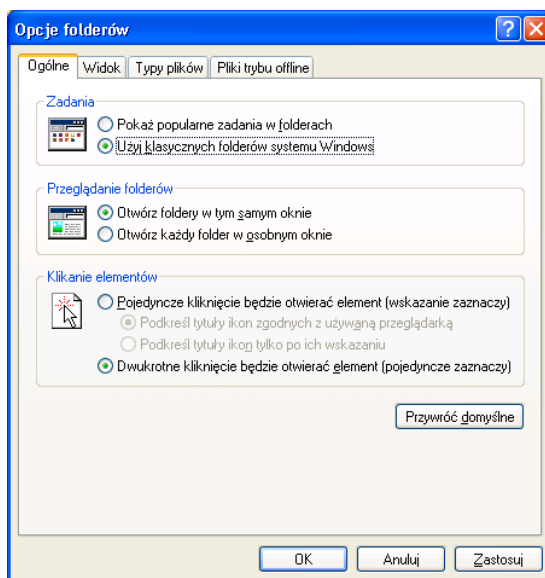 Opcje folderów
Ogólne Widok Typy plików Pliki trybu offline
Zadania
Pokaż popularne zadania w folderach
Użyj klasycznych folderów systemu Windows
Przeglądanie folderów
Otwórz foldery w tym samym oknie
Otwórz każdy folder w osobnym oknie
Klikanie elementów
Pojedyncze kliknięcie będzie otwierać element (wskazanie zaznaczy)
Podkreśl tytuły ikon zgodnych z używaną przeglądarką
Podkreśl tytuły ikon tylko po ich wskazaniu
Dwukrotne kliknięcie będzie otwierać element (pojedyncze zaznaczy)
Przywróć domyślne
OK Anuluj Zastosuj